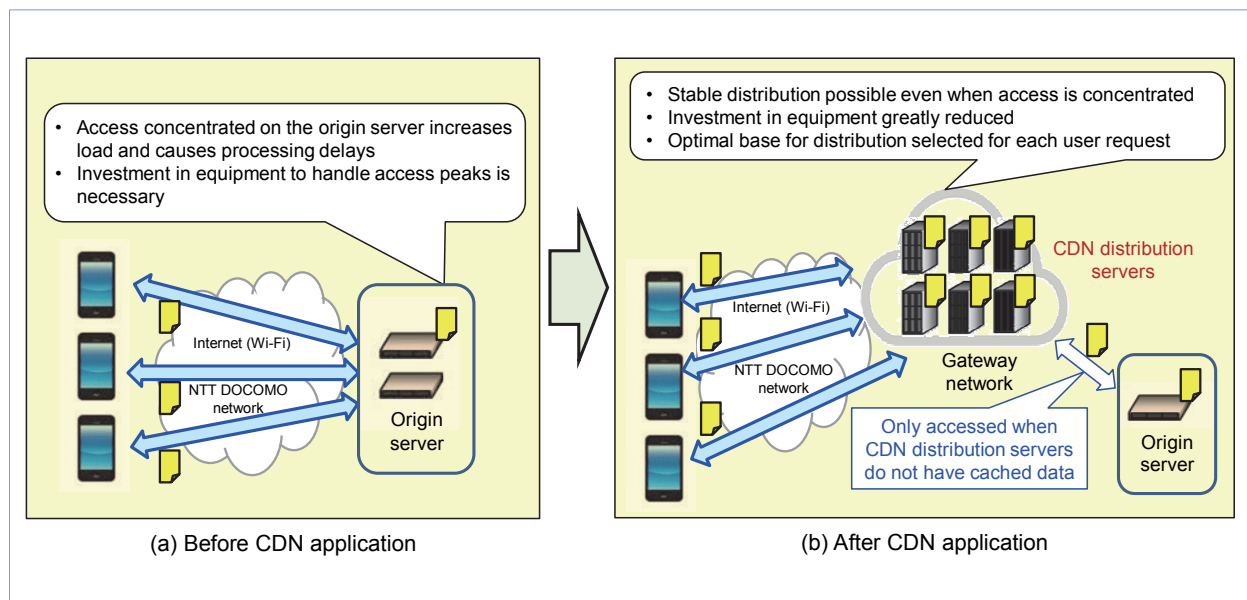 • Access concentrated on the origin server increases
load and causes processing delays
• Investment in equipment to handle access peaks is
necessary
Internet (Wi-Fi)
NTT DOCOMO
network
Origin
server
(a) Before CDN application
• Stable distribution possible even when access is concentrated
• Investment in equipment greatly reduced
• Optimal base for distribution selected for each user request
CDN distribution
servers
Internet (Wi-Fi)
Gateway
network
NTT DOCOMO
network
Only accessed when
CDN distribution servers
do not have cached data
Origin
server
(b) After CDN application